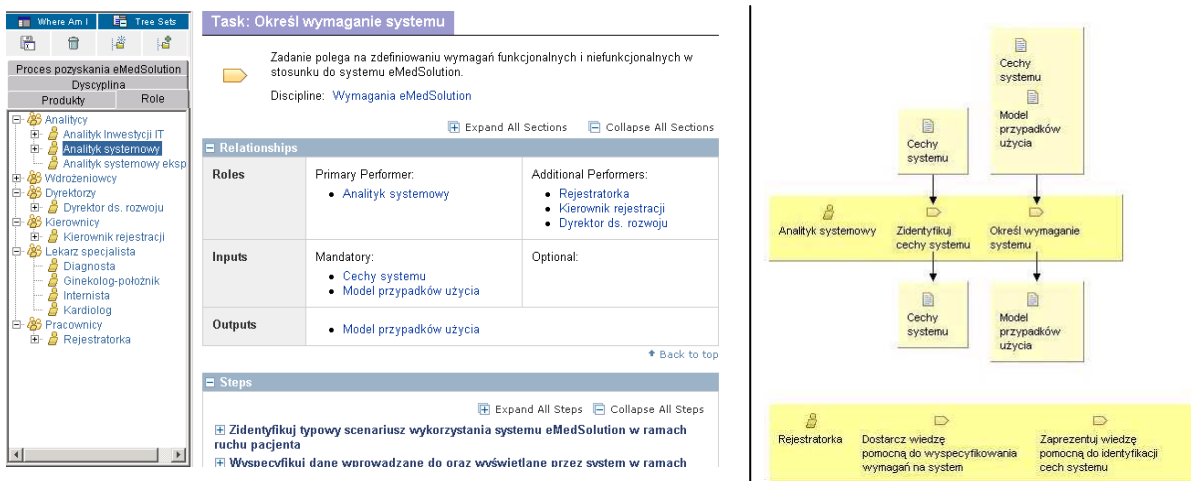 Where Am I
Tree Sets
Proces pozyskania eMedSolution
Dyscyplina
Produkty
Role
Analitycy
Analityk Inwestycji IT
Analityk systemowy
Analityk systemowy eksp
Wdrożeniowcy
Dyrektorzy
Dyrektor ds. rozwoju
Kierownicy
Kierownik rejestracji
Lekarz specjalista
Diagnosta
Ginekolog-położnik
Internista
Kardiolog
Pracownicy
Rejestratorka
Task: Określ wymaganie systemu
Zadanie polega na zdefiniowaniu wymagań funkcjonalnych i niefunkcjonalnych w
stosunku do systemu eMedSolution.
Discipline: Wymagania eMedSolution
Expand All Sections
Collapse All Sections
Relationships
Roles
Primary Performer:
Analityk systemowy
Additional Performers:
Rejestratorka
Kierownik rejestracji
Dyrektor ds. rozwoju
Inputs
Mandatory:
Cechy systemu
Model przypadków użycia
Optional:
Outputs
Model przypadków użycia
Back to top
Steps
Expand All Steps
Collapse All Steps
Zidentyfikuj typowy scenariusz wykorzystania systemu eMedSolution w ramach
ruchu pacjenta
Wyspecyfikuj dane wprowadzane do oraz wyświetlane przez system w ramach
Cechy
systemu
Model
przypadków
użycia
Cechy
systemu
Analityk systemowy
Zidentyfikuj
cechy systemu
Określ wymaganie
systemu
Cechy
systemu
Model
przypadków
użycia
Rejestratorka
Dostarcz wiedzę
pomocną do wyspecyfikowania
wymagań na system
Zaprezentuj wiedzę
pomocną do identyfikacji
cech systemu